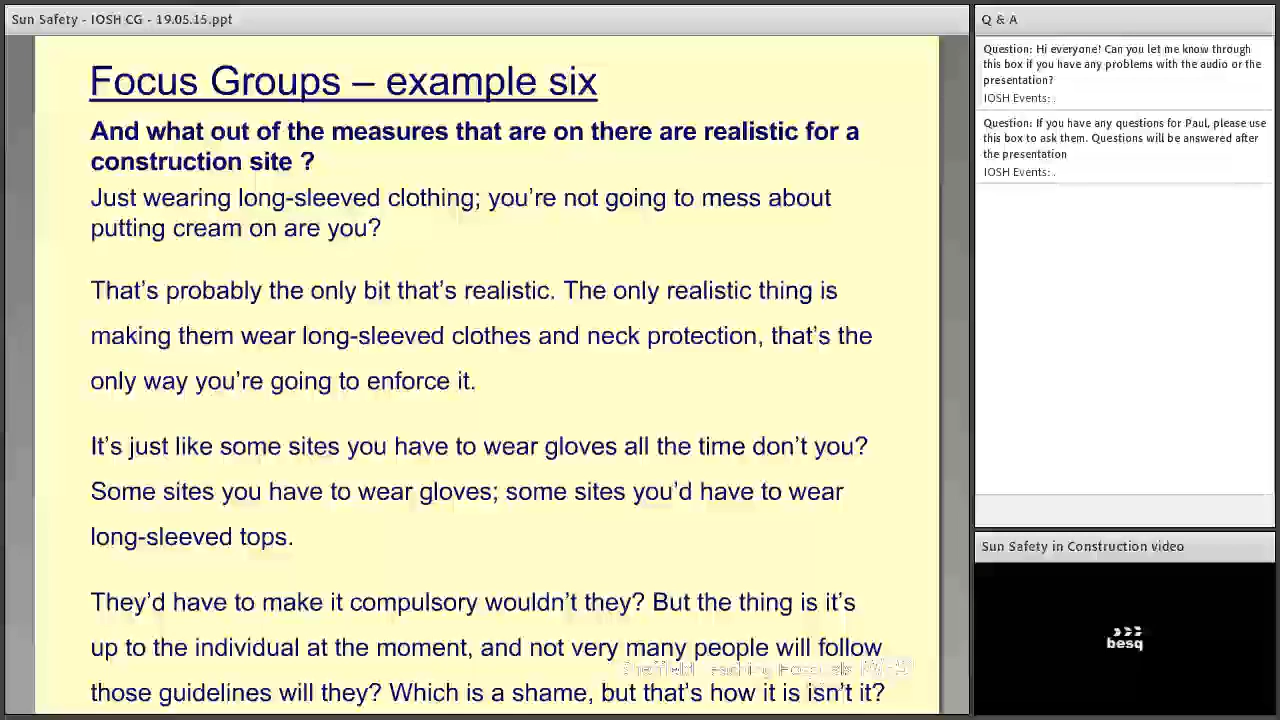 Sun Safety - IOSH CG - 19.05.15.ppt
Focus Groups – example six
And what out of the measures that are on there are realistic for a
construction site ?
Just wearing long-sleeved clothing; you're not going to mess about
putting cream on are you?
That's probably the only bit that's realistic. The only realistic thing is
making them wear long-sleeved clothes and neck protection, that's the
only way you're going to enforce it.
It's just like some sites you have to wear gloves all the time don't you?
Some sites you have to wear gloves; some sites you'd have to wear
long-sleeved tops.
They'd have to make it compulsory wouldn't they? But the thing is it's
up to the individual at the moment, and not very many people will follow
those guidelines will they? Which is a shame, but that's how it is isn't it?
Sheffield Teaching Hospitals
Q & A
Question: Hi everyone! Can you let me know through
this box if you have any problems with the audio or the
presentation?
IOSH Events: .
Question: If you have any questions for Paul, please use
this box to ask them. Questions will be answered after
the presentation
IOSH Events: .
Sun Safety in Construction video
besq